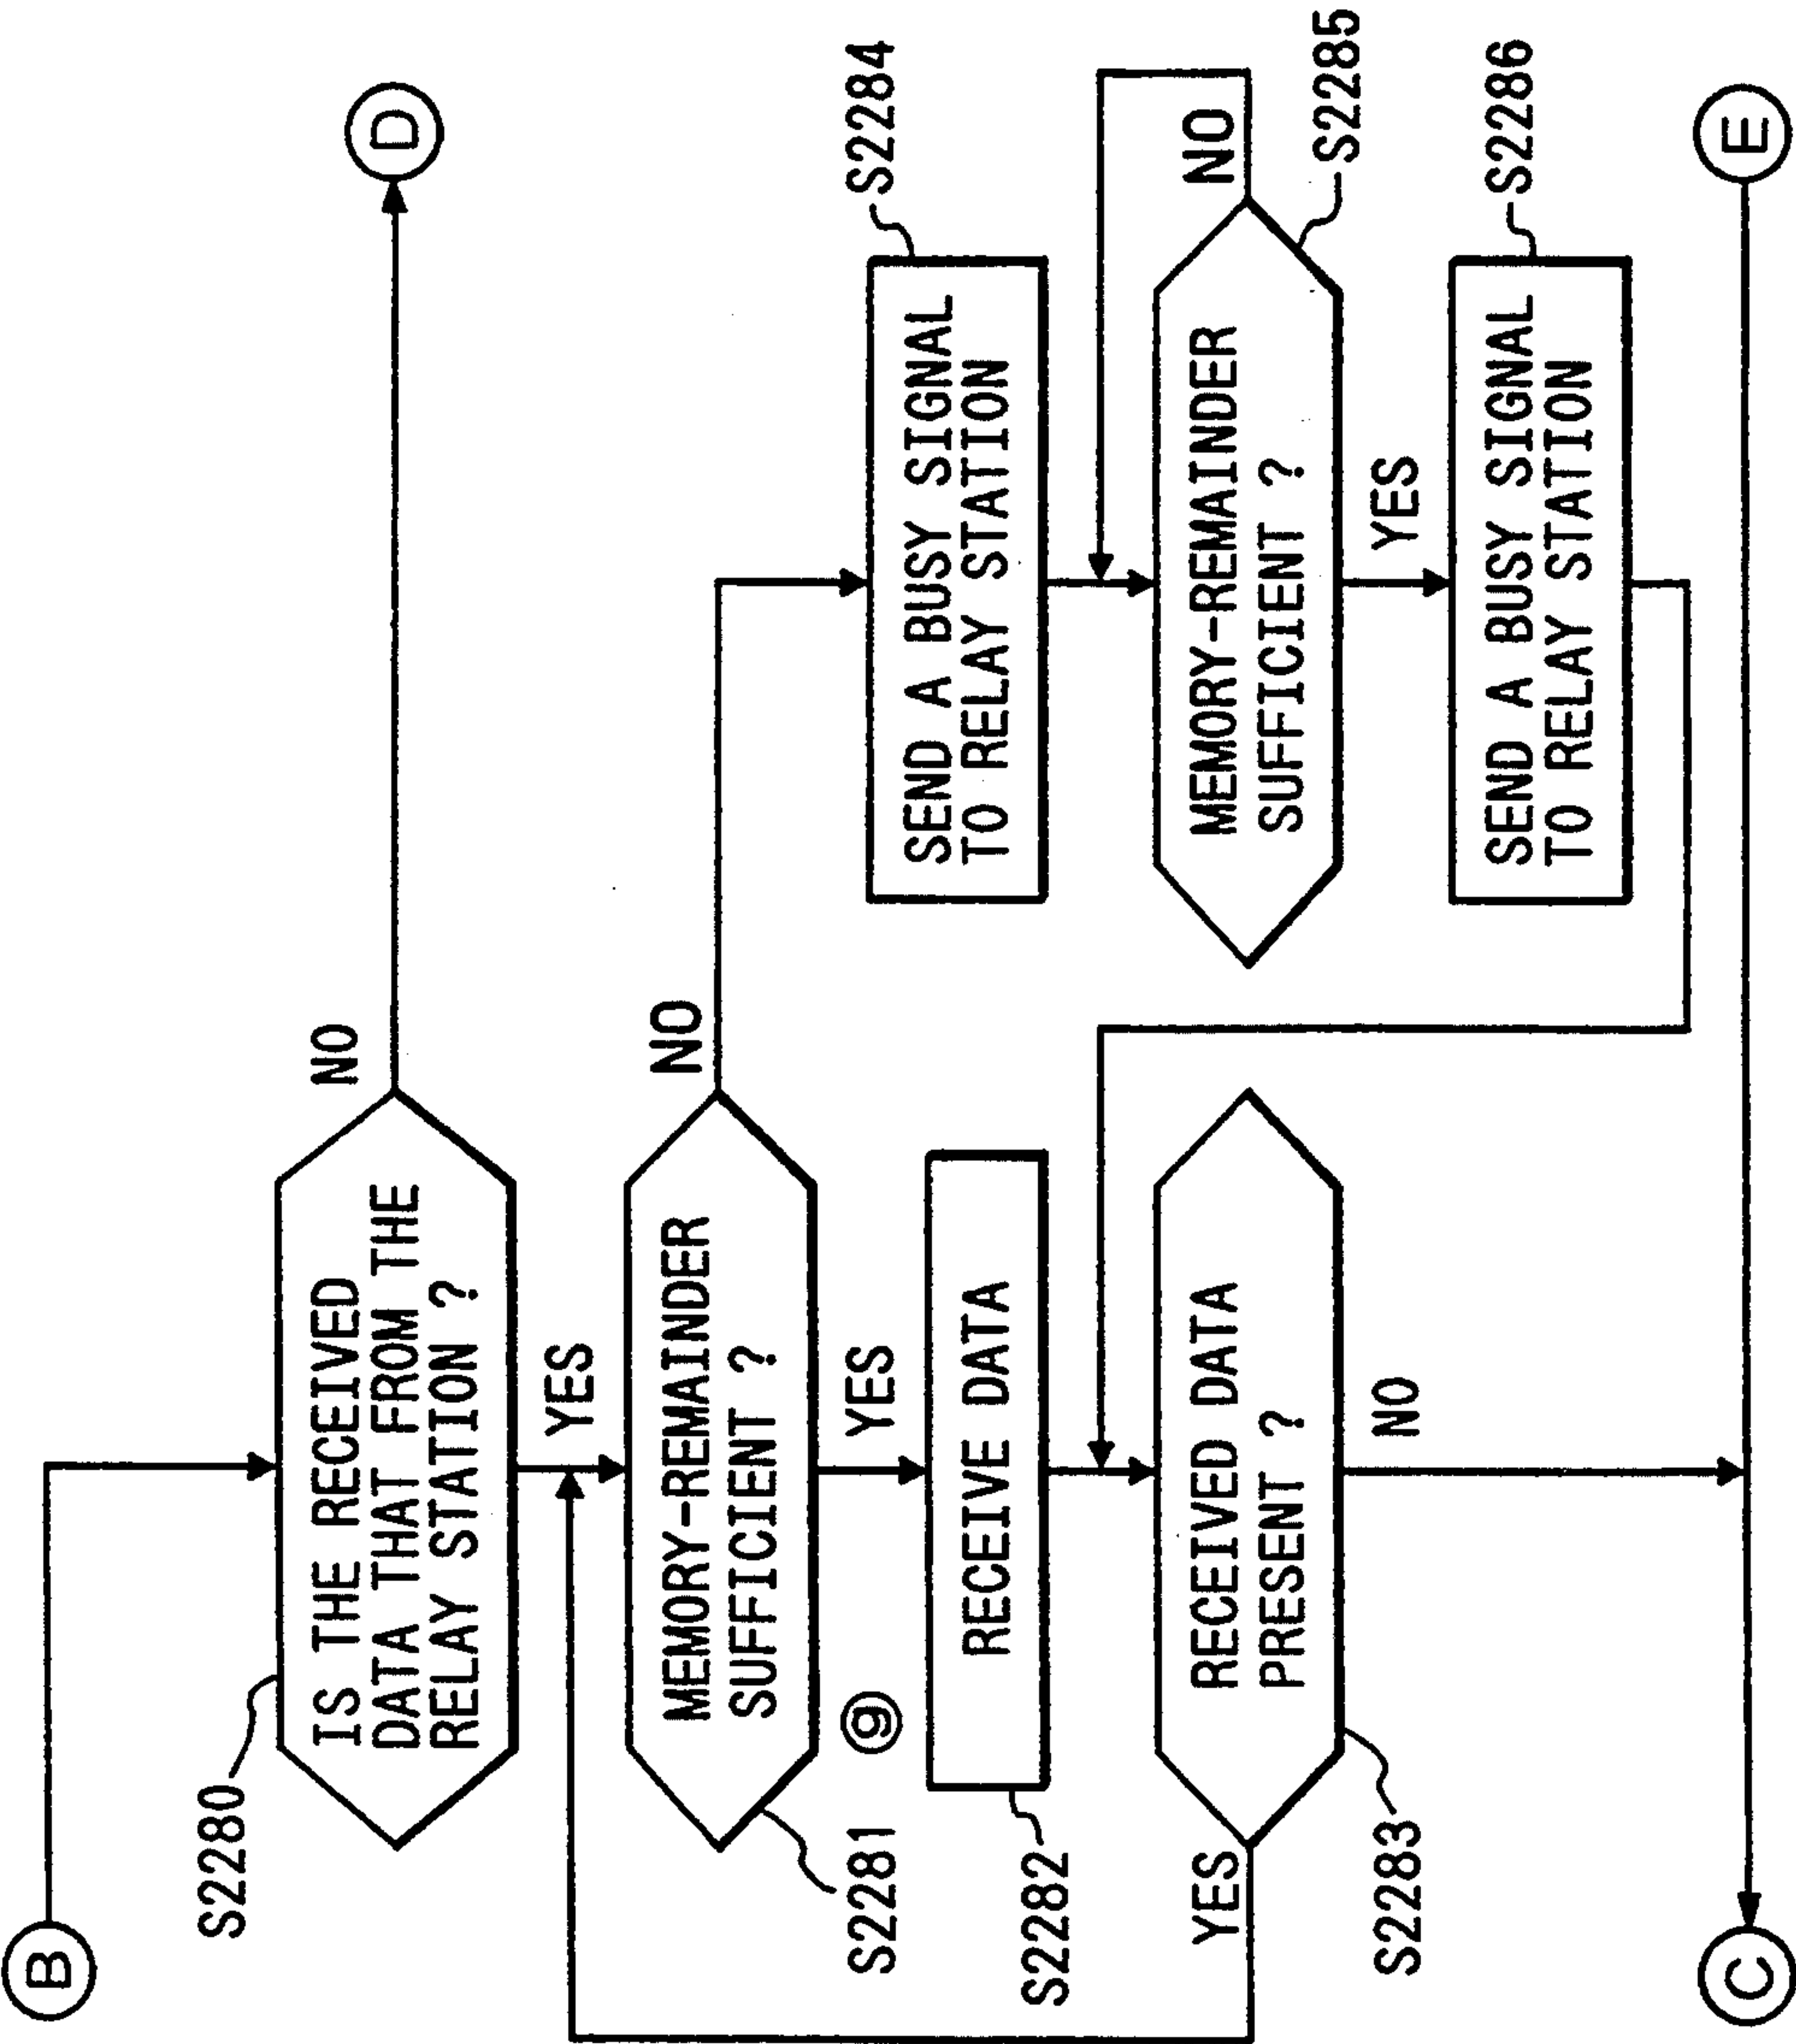 B
S2280
IS THE RECEIVED
DATA THAT FROM THE
RELAY STATION ?
NO
D
YES
S2281
MEMORY-REMAINDER
SUFFICIENT ?
NO
YES
g
S2282
RECEIVE DATA
S2283
RECEIVED DATA
PRESENT ?
YES
NO
S2284
SEND A BUSY SIGNAL
TO RELAY STATION
S2285
MEMORY-REMAINDER
SUFFICIENT ?
NO
YES
S2286
SEND A BUSY SIGNAL
TO RELAY STATION
C
E